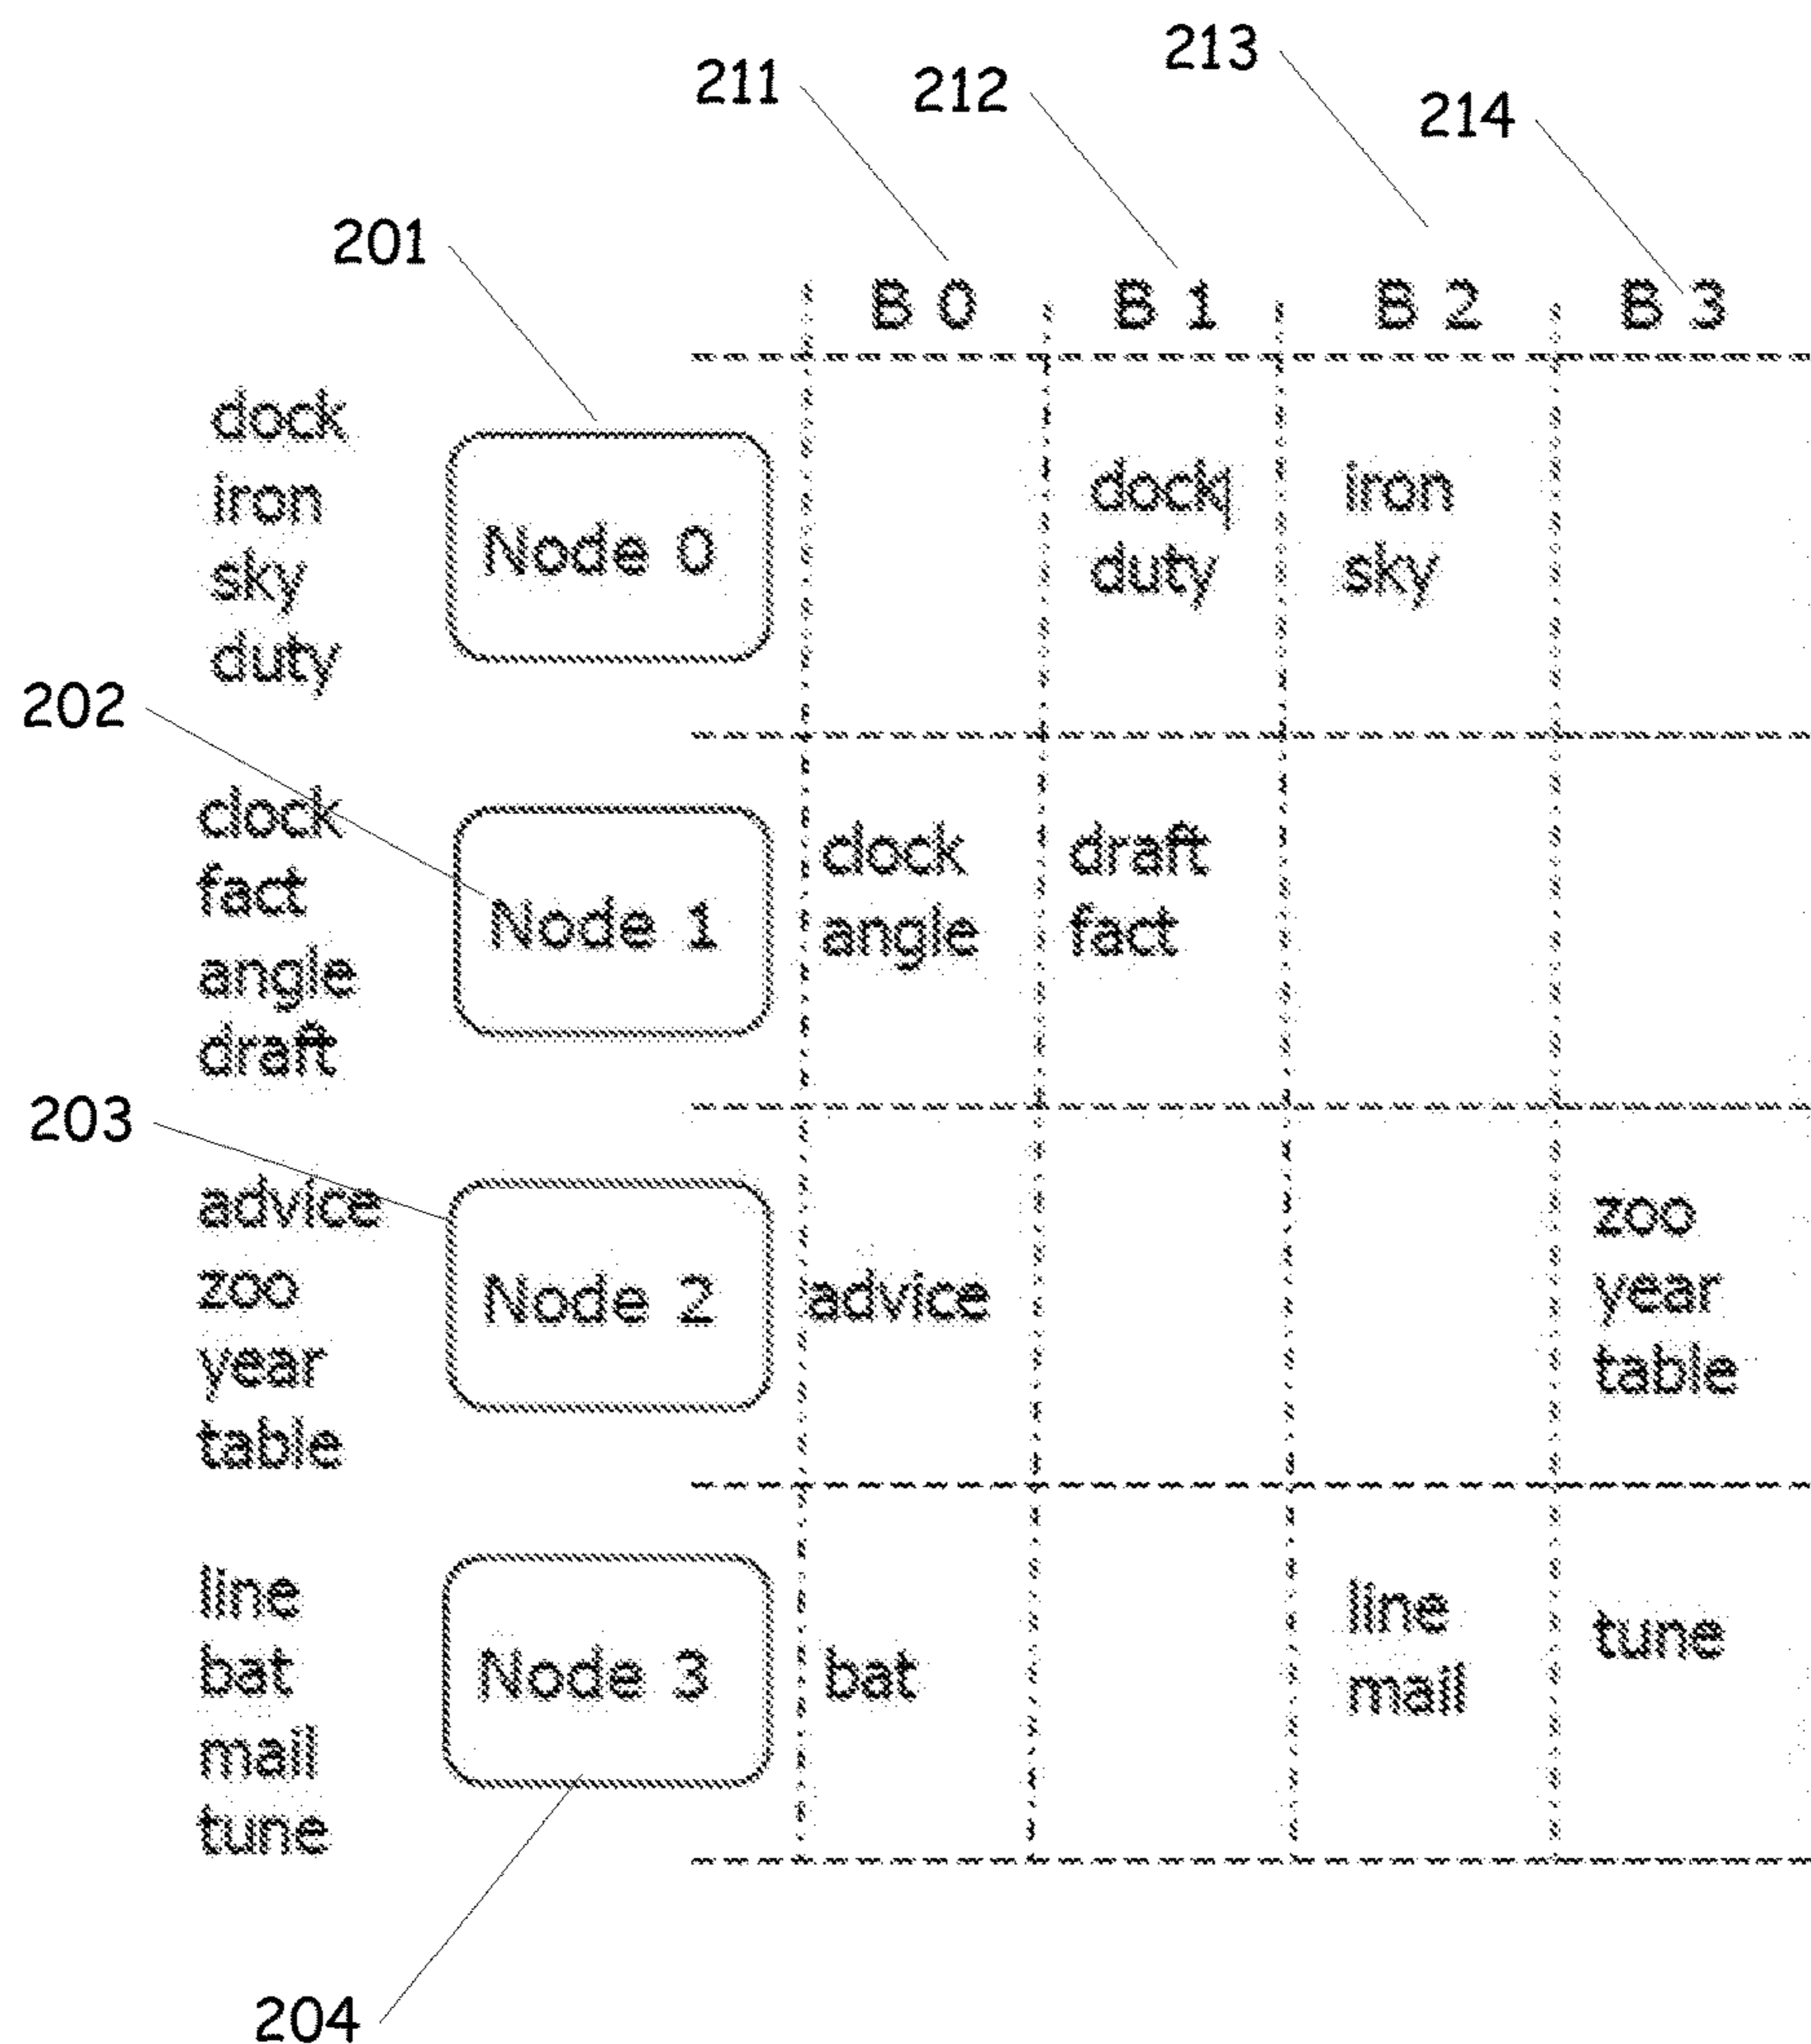 213
211 212
214
201
B 0 B 1 B 2 B 3
dock
iron
sky
duty
Node 0
dock
duty
iron
sky
202
clock
fact
angle
draft
Node 1
clock
angle
draft
fact
203
advice
zoo
year
table
Node 2
advice
zoo
year
table
line
bat
mail
tune
Node 3
bat
line
mail
tune
204